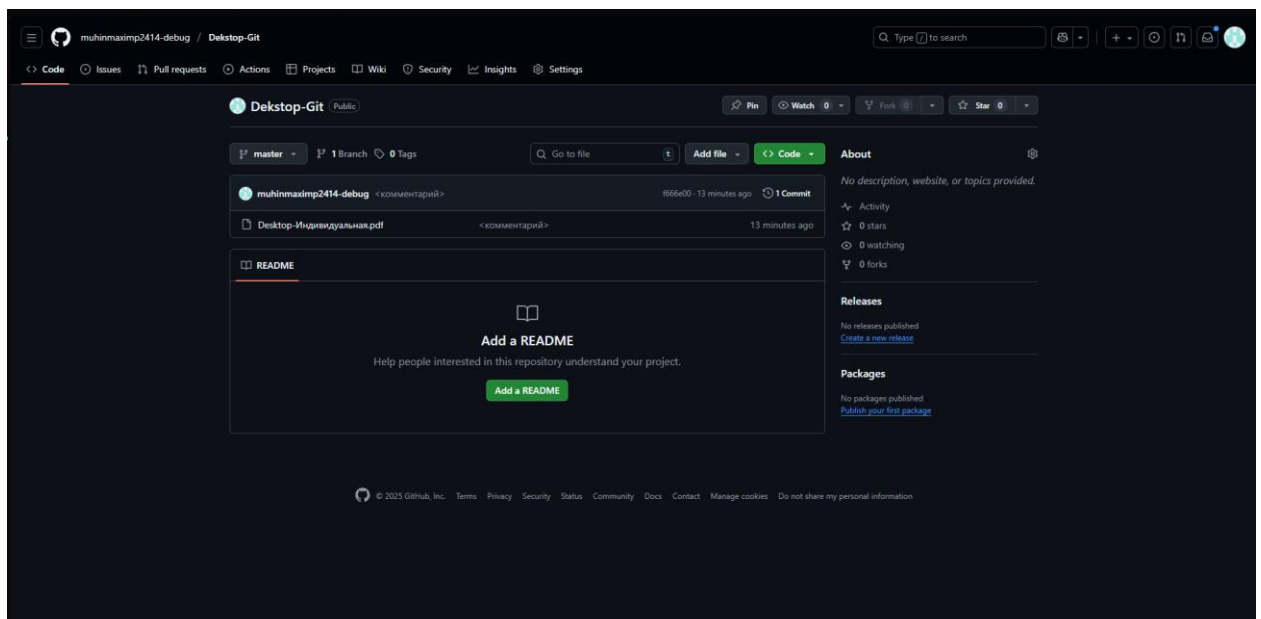 muhinmaximp2414-debug / Dekstop-Git
Type / to search
Code Issues Pull requests Actions Projects Wiki Security Insights Settings
Dekstop-Git Public
Pin Watch 0 Fork 0 Star 0
master 1 Branch 0 Tags
Go to file t Add file Code
muhinmaximp2414-debug <комментарий> f666e00 · 13 minutes ago 1 Commit
Desktop-Индивидуальная.pdf <комментарий> 13 minutes ago
README
Add a README
Help people interested in this repository understand your project.
Add a README
About
No description, website, or topics provided.
Activity
0 stars
0 watching
0 forks
Releases
No releases published
Create a new release
Packages
No packages published
Publish your first package
© 2025 GitHub, Inc. Terms Privacy Security Status Community Docs Contact Manage cookies Do not share my personal information